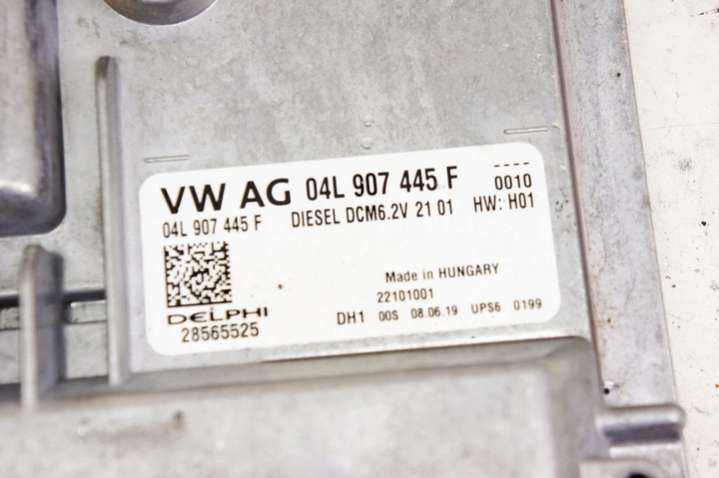 VW AG 04L 907 445 F ----
04L 907 445 F DIESEL DCM6.2V 21 01 0010
HW: H01
Made in HUNGARY
22101001
DELPHI
28565525
DH1 00S 08.06.19 UPS6 0199